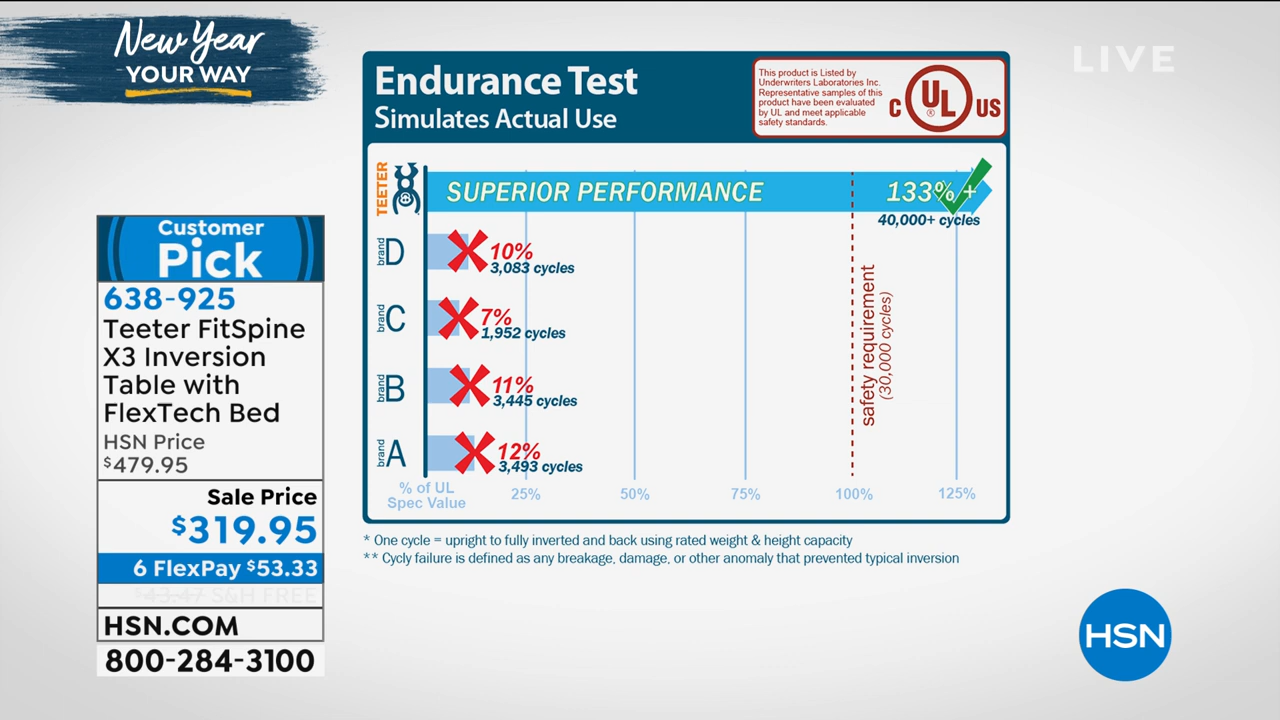 New Year
YOUR WAY
LIVE
Endurance Test
Simulates Actual Use
This product is Listed by
Underwriters Laboratories Inc.
Representative samples of this
product have been evaluated
by UL and meet applicable
safety standards.
C UL ® US
TEETER
SUPERIOR PERFORMANCE
133% +
40,000+ cycles
brand D
10%
3,083 cycles
brand C
7%
1,952 cycles
brand B
11%
3,445 cycles
brand A
12%
3,493 cycles
safety requirement
(30,000 cycles)
% of UL
Spec Value
25%
50%
75%
100%
125%
* One cycle = upright to fully inverted and back using rated weight & height capacity
** Cycly failure is defined as any breakage, damage, or other anomaly that prevented typical inversion
Customer
Pick
638-925
Teeter FitSpine
X3 Inversion
Table with
FlexTech Bed
HSN Price
$479.95
Sale Price
$319.95
6 FlexPay $53.33
$43.47 S&H FREE
HSN.COM
800-284-3100
HSN